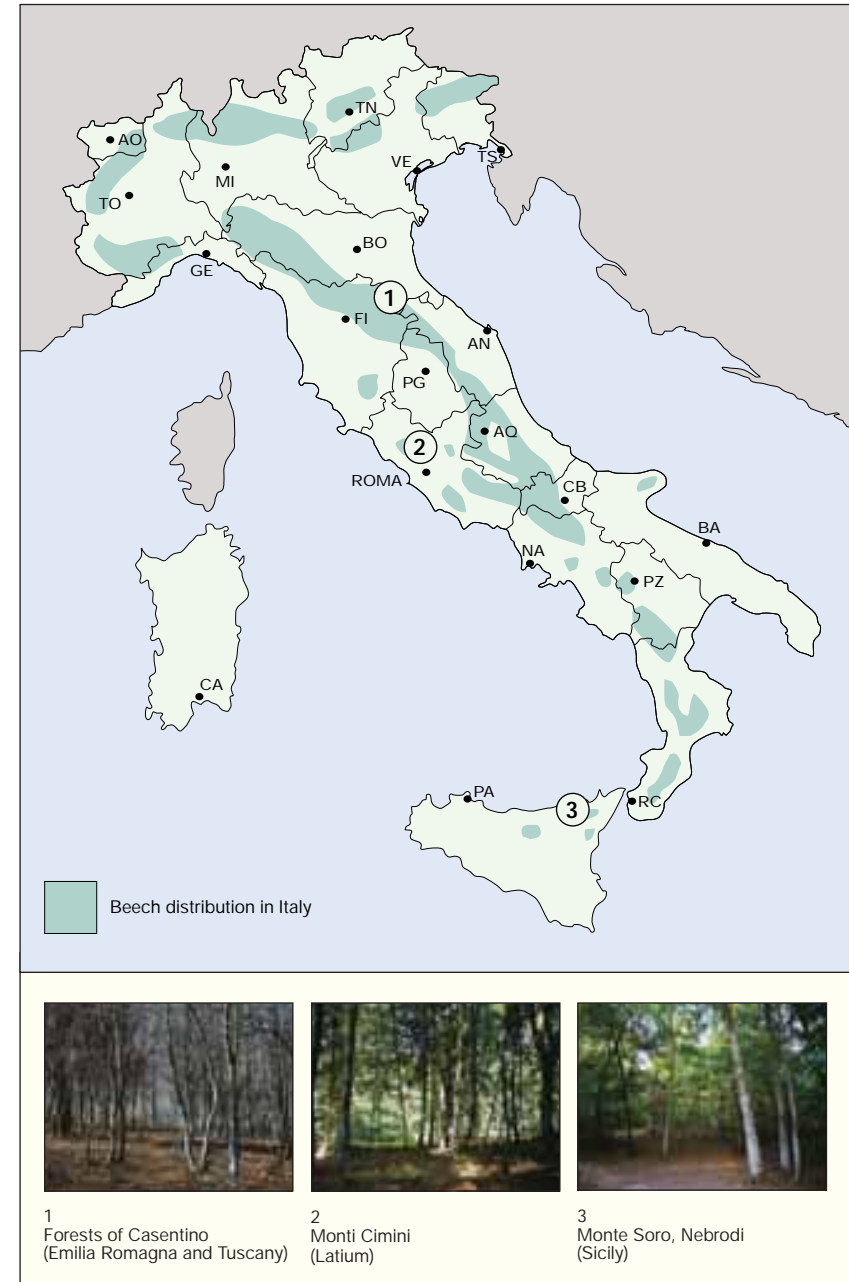 TN
AO
VE
TS
MI
TO
BO
GE
1
FI
AN
PG
AQ
2
ROMA
CB
BA
NA
PZ
CA
PA
3
RC
Beech distribution in Italy
1
Forests of Casentino
(Emilia Romagna and Tuscany)
2
Monti Cimini
(Latium)
3
Monte Soro, Nebrodi
(Sicily)